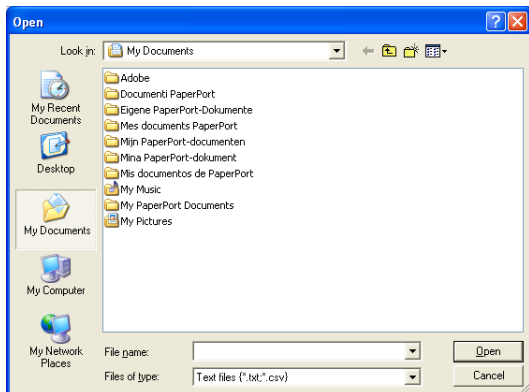 Open
Look in: My Documents
My Recent Documents
Desktop
My Documents
My Computer
My Network Places
Adobe
Documenti PaperPort
Eigene PaperPort-Dokumente
Mes documents PaperPort
Mijn PaperPort-documenten
Mina PaperPort-dokument
Mis documentos de PaperPort
My Music
My PaperPort Documents
My Pictures
File name:
Open
Files of type: Text files {*.txt;*.csv}
Cancel